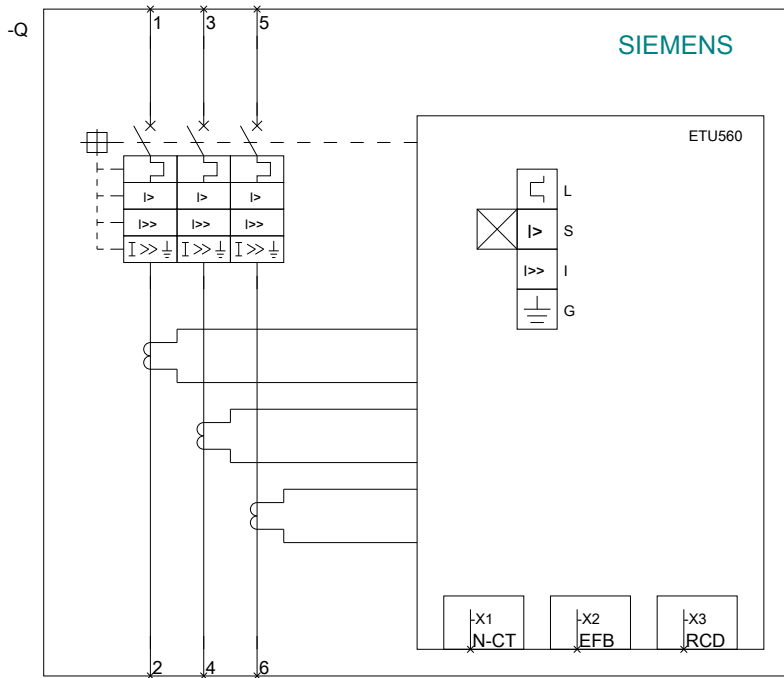 -Q
1 3 5
SIEMENS
ETU560
I> I> I>
I>> I>> I>>
I>> I>> I>>
L
I> S
I>> I
G
-X1 -X2 -X3
N-CT EFB RCD
2 4 6